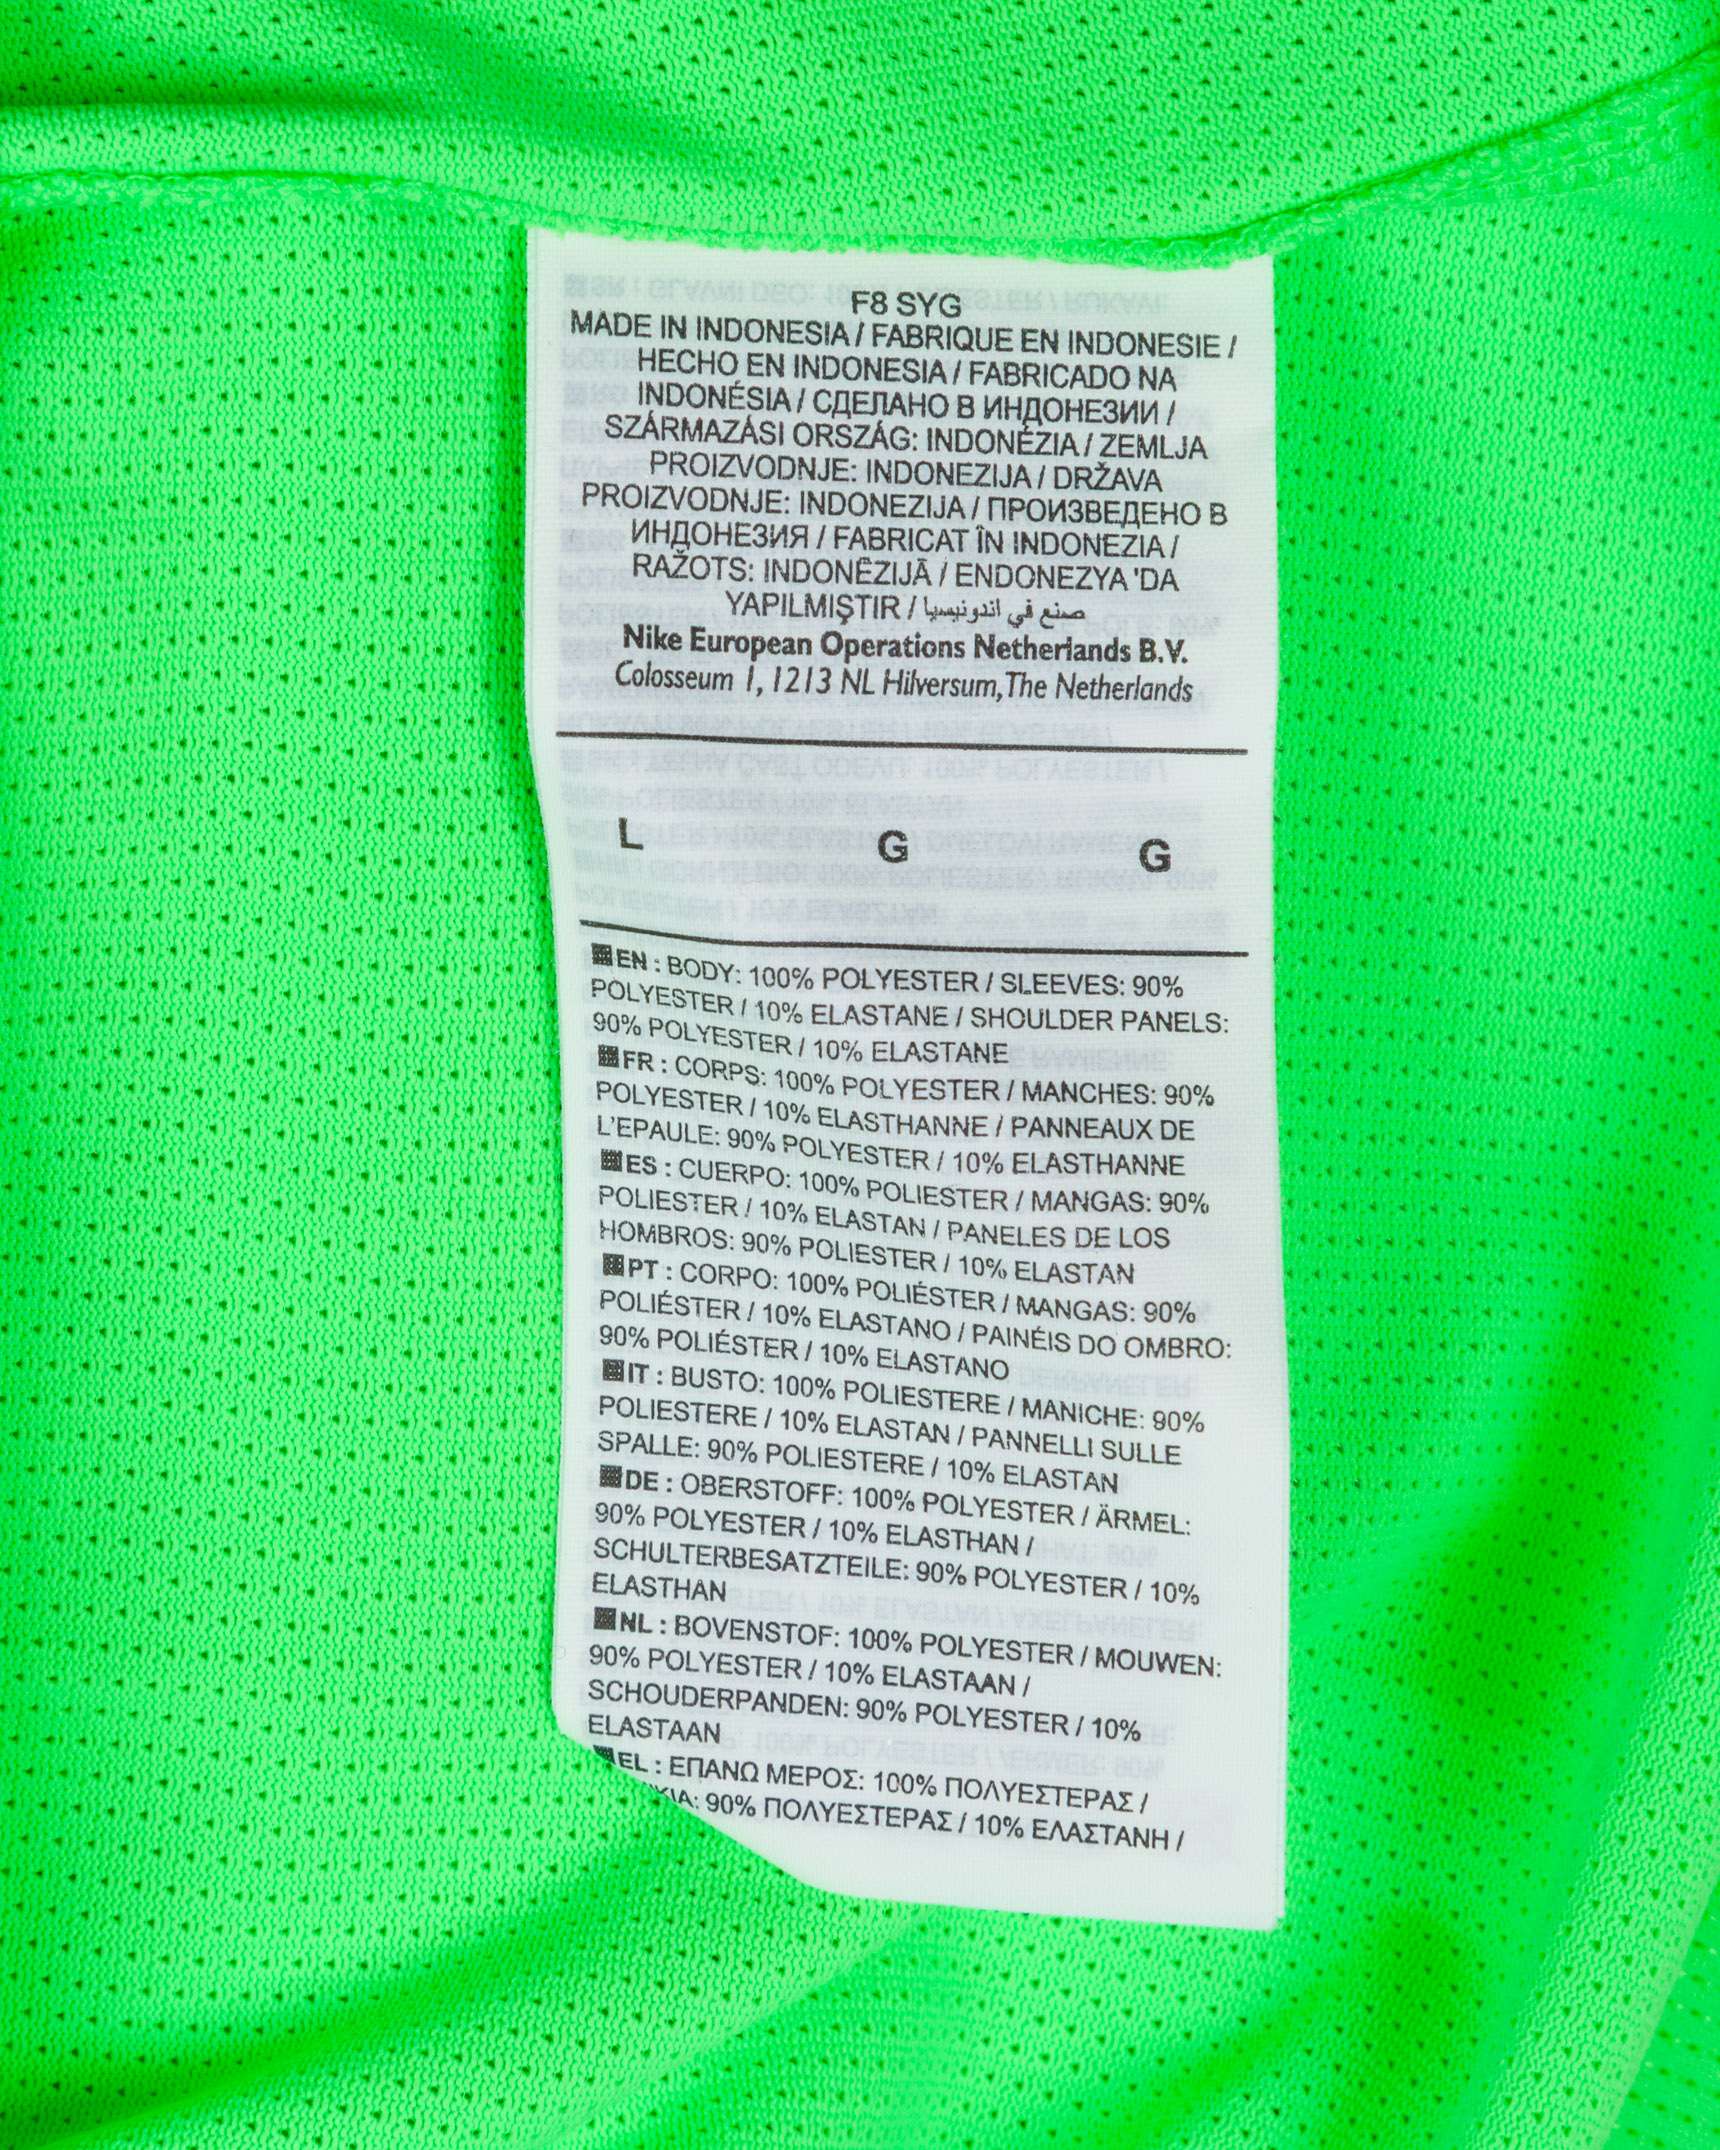 F8 SYG
MADE IN INDONESIA / FABRIQUE EN INDONESIE /
HECHO EN INDONESIA / FABRICADO NA
INDONÉSIA / СДЕЛАНО В ИНДОНЕЗИИ /
SZÁRMAZÁSI ORSZÁG: INDONÉZIA / ZEMLJA
PROIZVODNJE: INDONEZIJA / DRŽAVA
PROIZVODNJE: INDONEZIJA / ПРОИЗВЕДЕНО В
ИНДОНЕЗИЯ / FABRICAT ÎN INDONEZIA /
RAŽOTS: INDONĒZIJĀ / ENDONEZYA 'DA
YAPILMIŞTIR / صنع في اندونيسيا
Nike European Operations Netherlands B.V.
Colosseum 1, 1213 NL Hilversum, The Netherlands
L G G
EN : BODY: 100% POLYESTER / SLEEVES: 90%
POLYESTER / 10% ELASTANE / SHOULDER PANELS:
90% POLYESTER / 10% ELASTANE
FR : CORPS: 100% POLYESTER / MANCHES: 90%
POLYESTER / 10% ELASTHANNE / PANNEAUX DE
L'EPAULE: 90% POLYESTER / 10% ELASTHANNE
ES : CUERPO: 100% POLIESTER / MANGAS: 90%
POLIESTER / 10% ELASTAN / PANELES DE LOS
HOMBROS: 90% POLIESTER / 10% ELASTAN
PT : CORPO: 100% POLIÉSTER / MANGAS: 90%
POLIÉSTER / 10% ELASTANO / PAINÉIS DO OMBRO:
90% POLIÉSTER / 10% ELASTANO
IT : BUSTO: 100% POLIESTERE / MANICHE: 90%
POLIESTERE / 10% ELASTAN / PANNELLI SULLE
SPALLE: 90% POLIESTERE / 10% ELASTAN
DE : OBERSTOFF: 100% POLYESTER / ÄRMEL:
90% POLYESTER / 10% ELASTHAN /
SCHULTERBESATZTEILE: 90% POLYESTER / 10%
ELASTHAN
NL : BOVENSTOF: 100% POLYESTER / MOUWEN:
90% POLYESTER / 10% ELASTAAN /
SCHOUDERPANDEN: 90% POLYESTER / 10%
ELASTAAN
EL : ΕΠΑΝΩ ΜΕΡΟΣ: 100% ΠΟΛΥΕΣΤΕΡΑΣ /
90% ΠΟΛΥΕΣΤΕΡΑΣ / 10% ΕΛΑΣΤΑΝΗ /